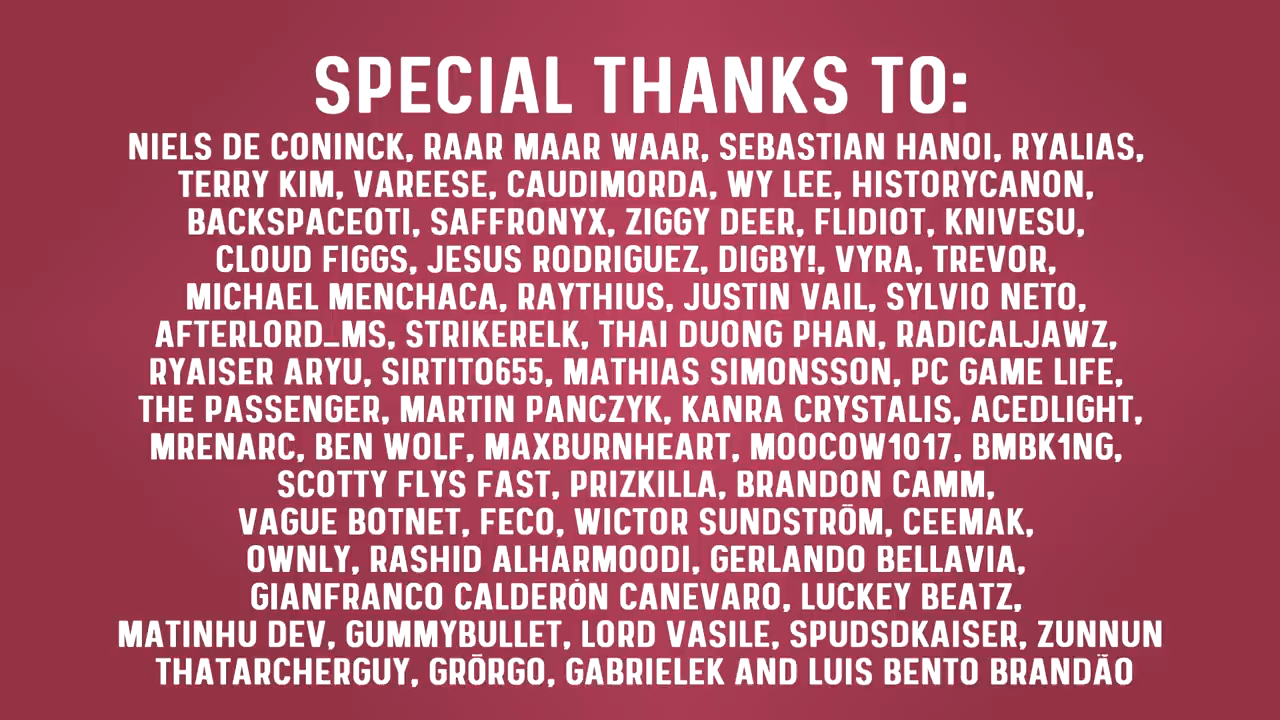 SPECIAL THANKS TO:
NIELS DE CONINCK, RAAR MAAR WAAR, SEBASTIAN HANOI, RYALIAS,
TERRY KIM, VAREESE, CAUDIMORDA, WY LEE, HISTORYCANON,
BACKSPACEOTI, SAFFRONYX, ZIGGY DEER, FLIDIOT, KNIVESU,
CLOUD FIGGS, JESUS RODRIGUEZ, DIGBY!, VYRA, TREVOR,
MICHAEL MENCHACA, RAYTHIUS, JUSTIN VAIL, SYLVIO NETO,
AFTERLORD_MS, STRIKERELK, THAI DUONG PHAN, RADICALJAWZ,
RYAISER ARYU, SIRTITO655, MATHIAS SIMONSSON, PC GAME LIFE,
THE PASSENGER, MARTIN PANCZYK, KANRA CRYSTALIS, ACEDLIGHT,
MRENARC, BEN WOLF, MAXBURNHEART, MOOCOW1017, BMBK1NG,
SCOTTY FLYS FAST, PRIZKILLA, BRANDON CAMM,
VAGUE BOTNET, FECO, WICTOR SUNDSTRÖM, CEEMAK,
OWNLY, RASHID ALHARMOODI, GERLANDO BELLAVIA,
GIANFRANCO CALDERÓN CANEVARO, LUCKEY BEATZ,
MATINHU DEV, GUMMYBULLET, LORD VASILE, SPUDSDKAISER, ZUNNUN
THATARCHERGUY, GRÖRGO, GABRIELEK AND LUIS BENTO BRANDÃO